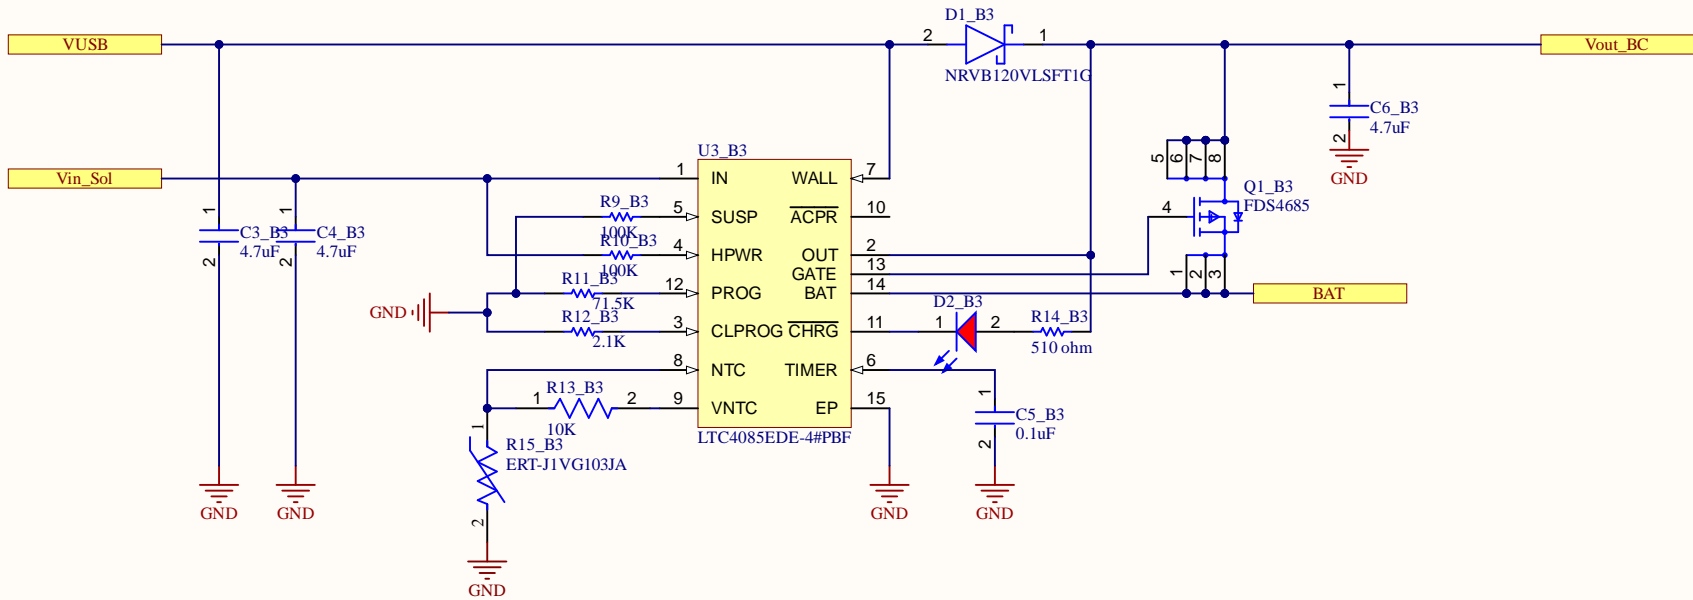 D1_B3
VUSB
2
1
Vout_BC
NRVB120VLSFT1G
1
C6_B3
4.7uF
2
GND
U3_B3
Vin_Sol
1
IN
WALL
7
5
6
7
8
Q1_B3
FDS4685
4
R9_B3
100K
5
SUSP
ACPR
10
1
C3_B3
4.7uF
2
1
C4_B3
4.7uF
2
R10_B3
100K
4
HPWR
OUT
2
GATE
13
1
2
3
R11_B3
71.5K
12
PROG
BAT
14
BAT
GND
R12_B3
2.1K
3
CLPROG
CHRG
11
D2_B3
1
2
R14_B3
510 ohm
8
NTC
TIMER
6
R13_B3
1
2
10K
9
VNTC
EP
15
1
C5_B3
0.1uF
2
LTC4085EDE-4#PBF
1
R15_B3
ERT-J1VG103JA
2
GND
GND
GND
GND
GND